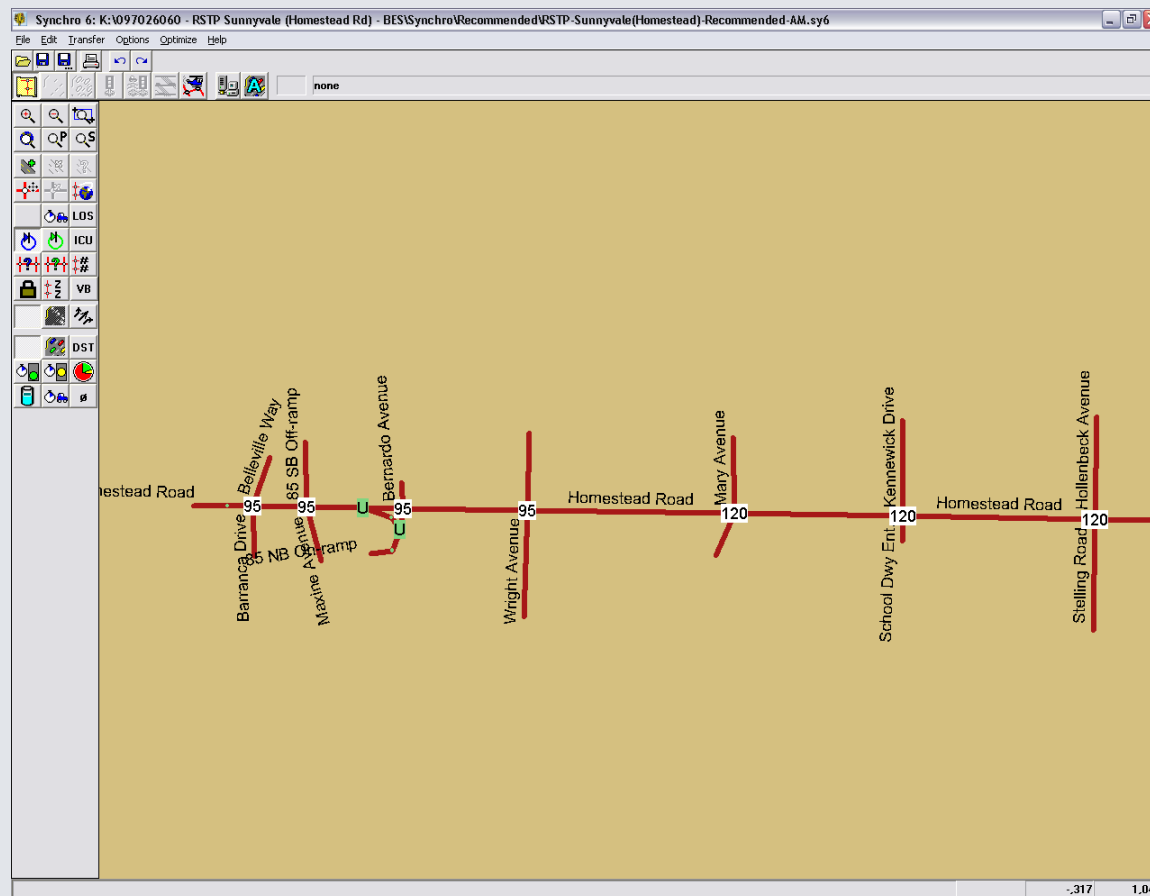 Synchro 6: K:\097026060 - RSTP Sunnyvale (Homestead Rd) - BES\Synchro\Recommended\RSTP-Sunnyvale(Homestead)-Recommended-AM.sy6
File Edit Transfer Options Optimize Help
none
P S
LOS
ICU
##
Z Z VB
DST
ø
Belleville Way
85 SB Off-ramp
Bernardo Avenue
Mary Avenue
Kennewick Drive
Hollenbeck Avenue
mestead Road
Homestead Road
Homestead Road
95
95
U
95
95
120
120
120
U
Barranca Drive
85 NB On-ramp
Maxine Avenue
Wright Avenue
School Dwy Ent.
Stelling Road
-,317